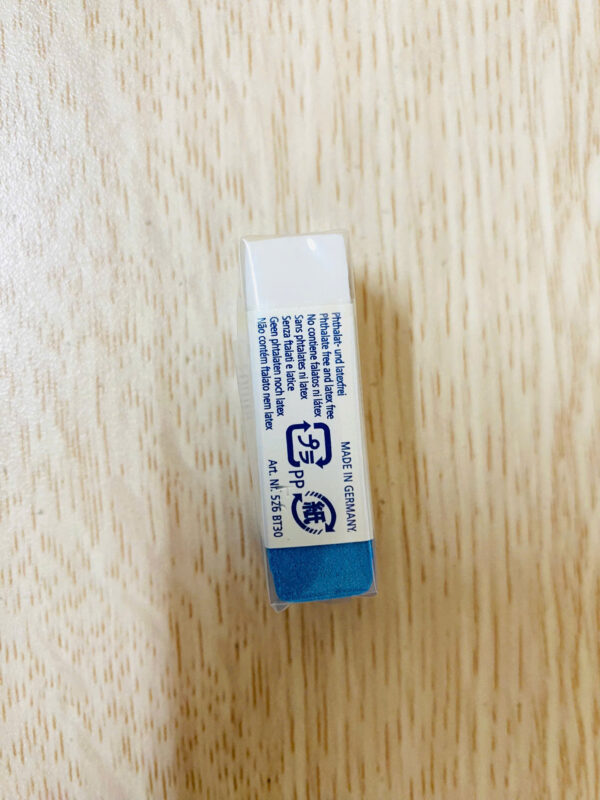 Phthalat- und latexfrei
Phthalate free and latex free
No contiene falatos ni látex
Sans phtalates ni latex
Senza ftalati e latice
Geen phtalaten noch latex
Não contém ftalato nem latex
MADE IN GERMANY
プラ
PP
紙
Art. Nr. 526 BT30